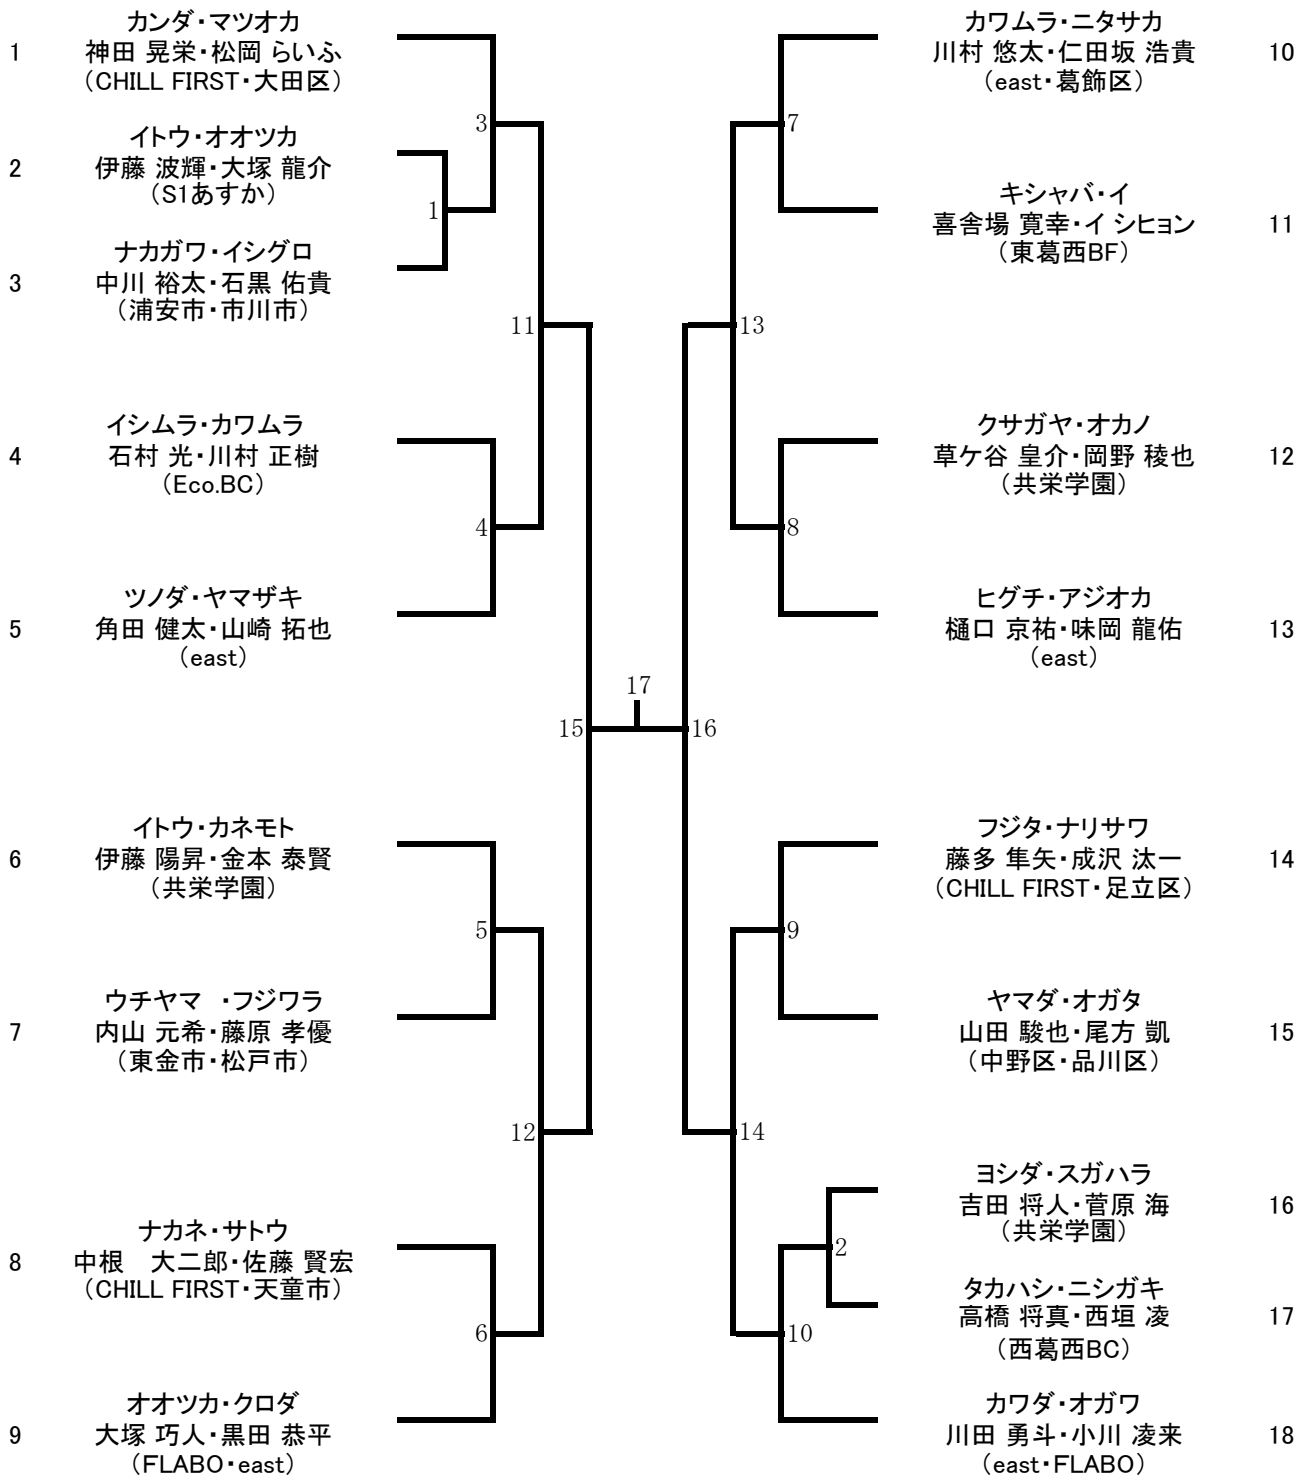 カンダ・マツオカ
1 神田 晃栄・松岡 らいふ
（CHILL FIRST・大田区）
イトウ・オオツカ
2 伊藤 波輝・大塚 龍介
（S1あすか）
ナカガワ・イシグロ
3 中川 裕太・石黒 佑貴
（浦安市・市川市）
イシムラ・カワムラ
4 石村 光・川村 正樹
（Eco.BC）
ツノダ・ヤマザキ
5 角田 健太・山崎 拓也
（east）
イトウ・カネモト
6 伊藤 陽昇・金本 泰賢
（共栄学園）
ウチヤマ　・フジワラ
7 内山 元希・藤原 孝優
（東金市・松戸市）
ナカネ・サトウ
8 中根　大二郎・佐藤 賢宏
（CHILL FIRST・天童市）
オオツカ・クロダ
9 大塚 巧人・黒田 恭平
（FLABO・east）
3
1
11
4
15
5
12
6
17
7
13
8
16
9
14
2
10
カワムラ・ニタサカ
川村 悠太・仁田坂 浩貴 10
（east・葛飾区）
キシャバ・イ
喜舎場 寛幸・イ シヒョン 11
（東葛西BF）
クサガヤ・オカノ
草ケ谷 皇介・岡野 稜也 12
（共栄学園）
ヒグチ・アジオカ
樋口 京祐・味岡 龍佑 13
（east）
フジタ・ナリサワ
藤多 隼矢・成沢 汰一 14
（CHILL FIRST・足立区）
ヤマダ・オガタ
山田 駿也・尾方 凱 15
（中野区・品川区）
ヨシダ・スガハラ
吉田 将人・菅原 海 16
（共栄学園）
タカハシ・ニシガキ
高橋 将真・西垣 凌 17
（西葛西BC）
カワダ・オガワ
川田 勇斗・小川 凌来 18
（east・FLABO）